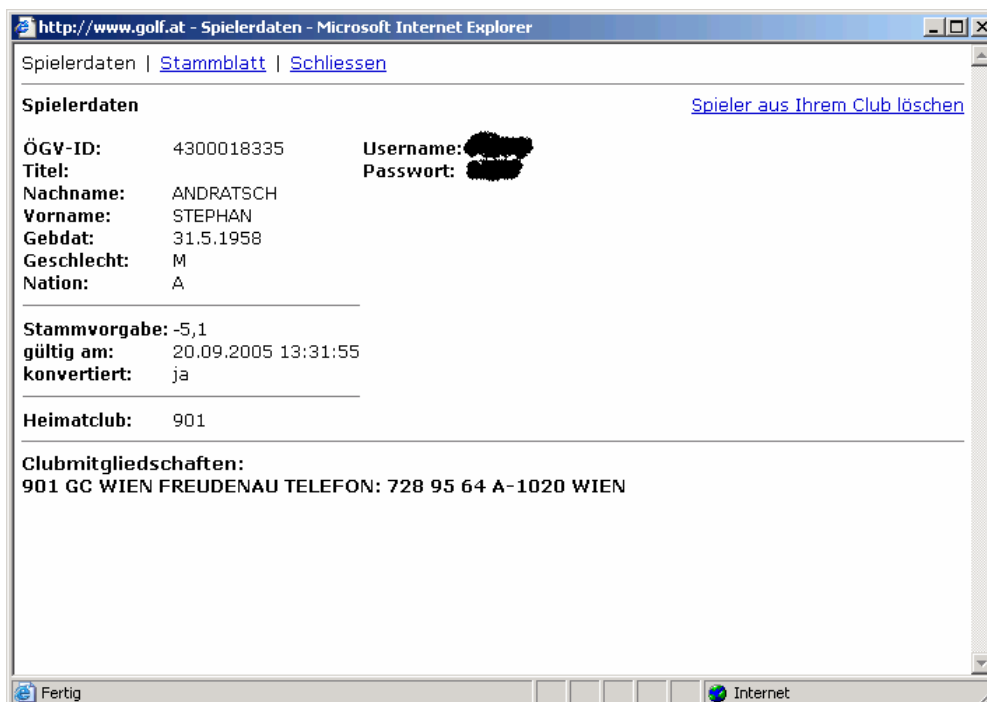 http://www.golf.at - Spielerdaten - Microsoft Internet Explorer
Spielerdaten | Stammblatt | Schliessen
Spielerdaten Spieler aus Ihrem Club löschen
ÖGV-ID: 4300018335 Username:
Titel: Passwort:
Nachname: ANDRATSCH
Vorname: STEPHAN
Gebdat: 31.5.1958
Geschlecht: M
Nation: A
Stammvorgabe: -5,1
gültig am: 20.09.2005 13:31:55
konvertiert: ja
Heimatclub: 901
Clubmitgliedschaften:
901 GC WIEN FREUDENAU TELEFON: 728 95 64 A-1020 WIEN
Fertig Internet